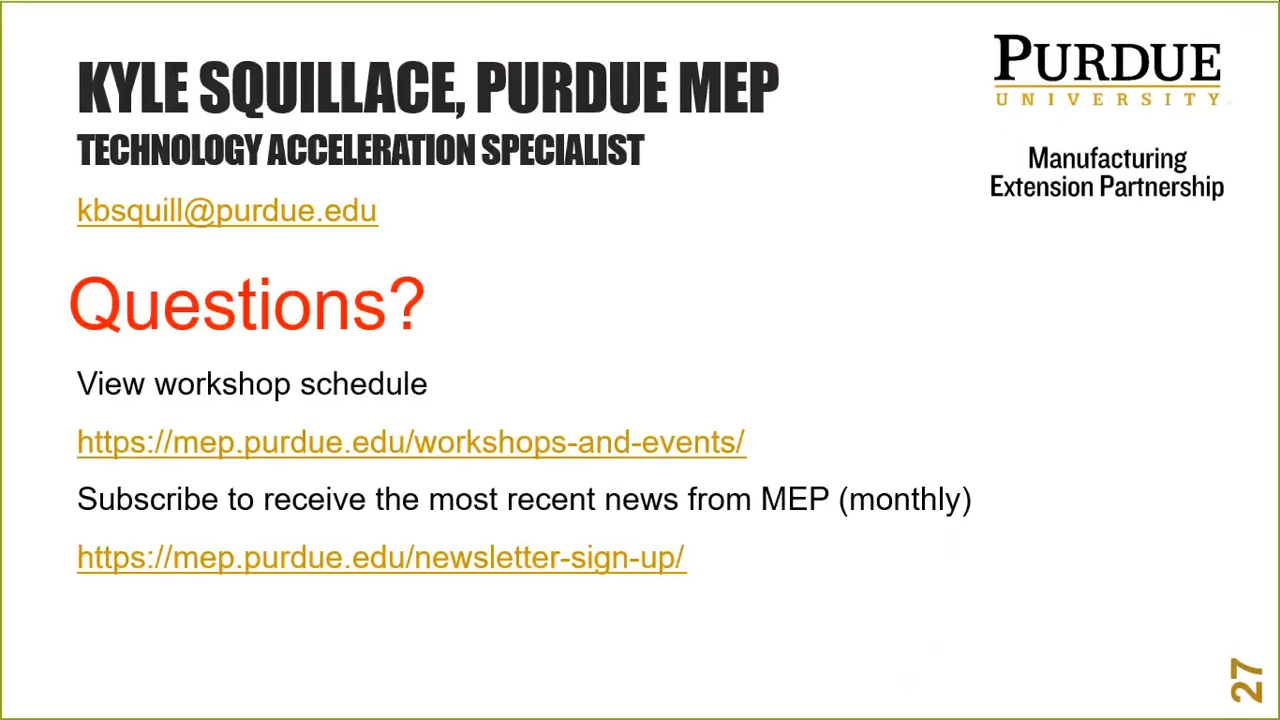 KYLE SQUILLACE, PURDUE MEP
TECHNOLOGY ACCELERATION SPECIALIST
kbsquill@purdue.edu
PURDUE
UNIVERSITY
Manufacturing
Extension Partnership
Questions?
View workshop schedule
https://mep.purdue.edu/workshops-and-events/
Subscribe to receive the most recent news from MEP (monthly)
https://mep.purdue.edu/newsletter-sign-up/
27